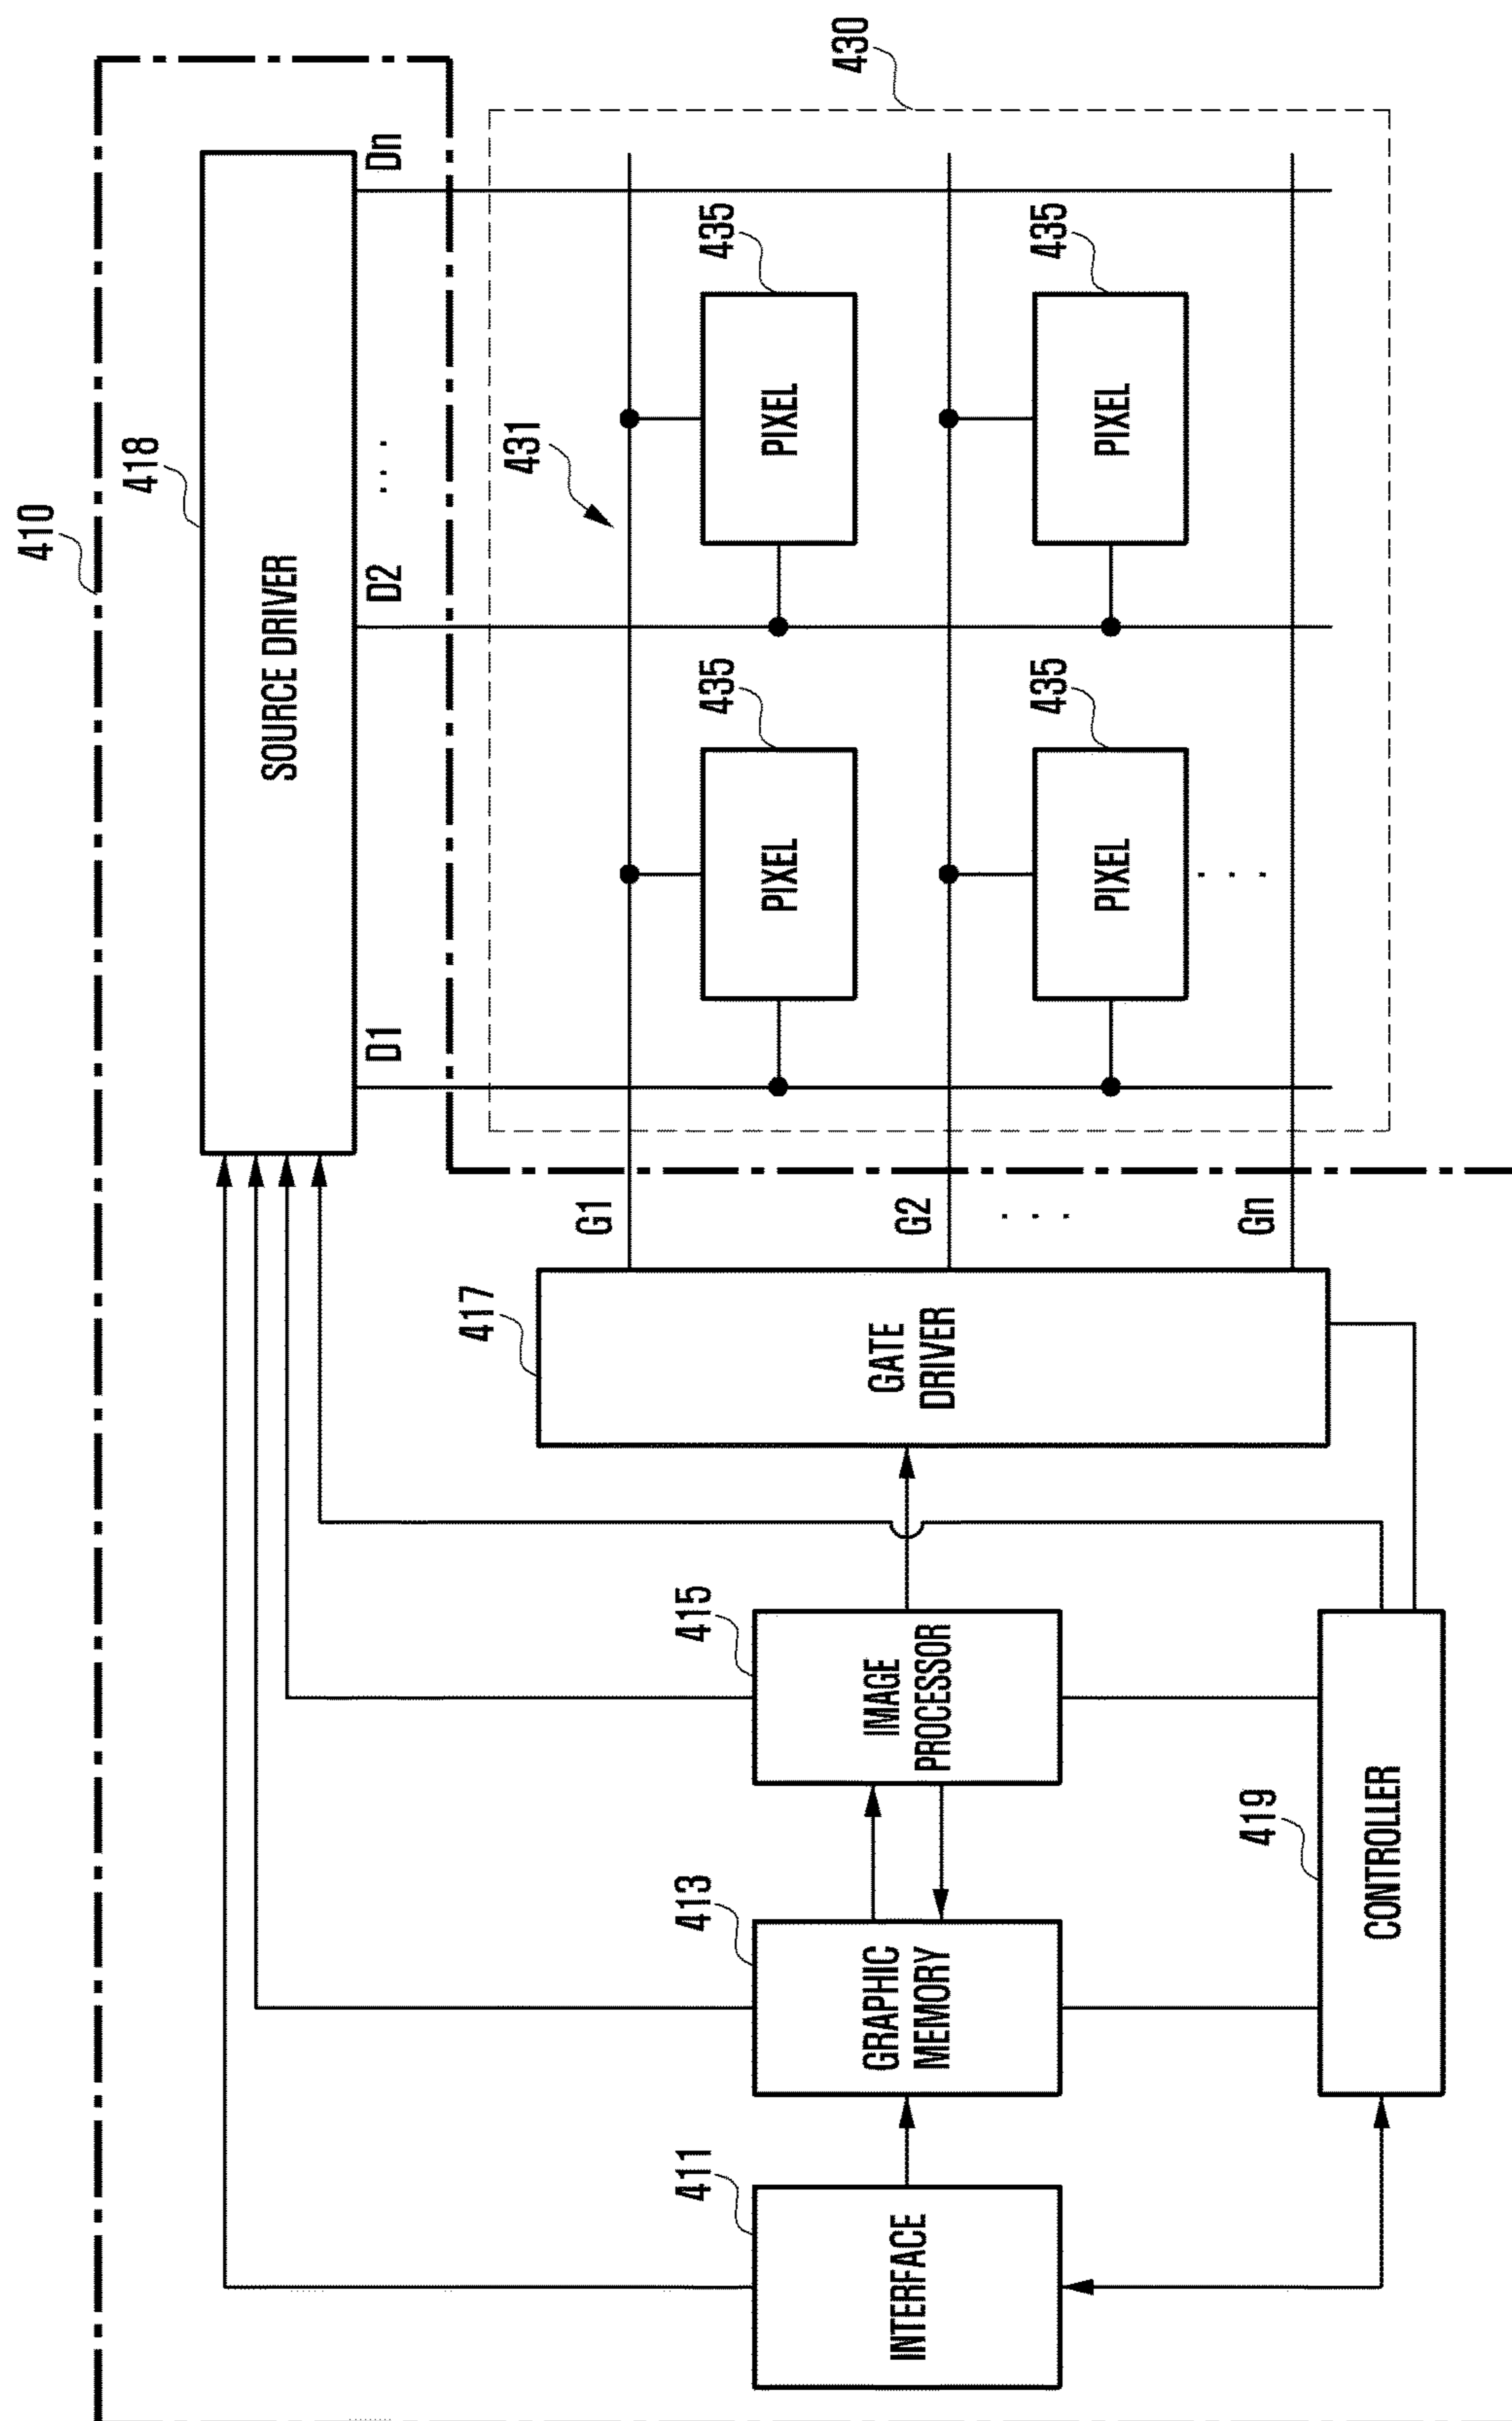 410
418
SOURCE DRIVER
D1
D2
. . .
Dn
430
431
417
GATE
DRIVER
G1
G2
. . .
Gn
435
PIXEL
435
PIXEL
435
PIXEL
435
PIXEL
. . .
411
INTERFACE
413
GRAPHIC
MEMORY
415
IMAGE
PROCESSOR
419
CONTROLLER